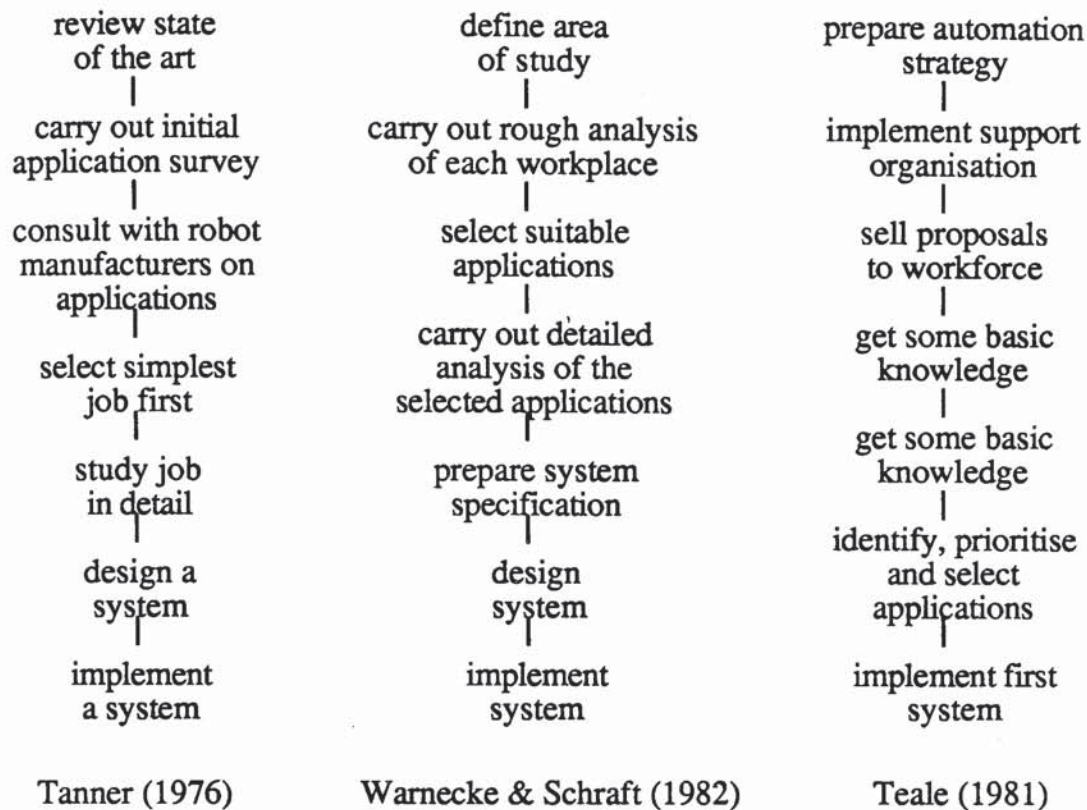 review state
of the art
carry out initial
application survey
consult with robot
manufacturers on
applications
select simplest
job first
study job
in detail
design a
system
implement
a system
Tanner (1976)
define area
of study
carry out rough analysis
of each workplace
select suitable
applications
carry out detailed
analysis of the
selected applications
prepare system
specification
design
system
implement
system
Warnecke & Schraft (1982)
prepare automation
strategy
implement support
organisation
sell proposals
to workforce
get some basic
knowledge
get some basic
knowledge
identify, prioritise
and select
applications
implement first
system
Teale (1981)